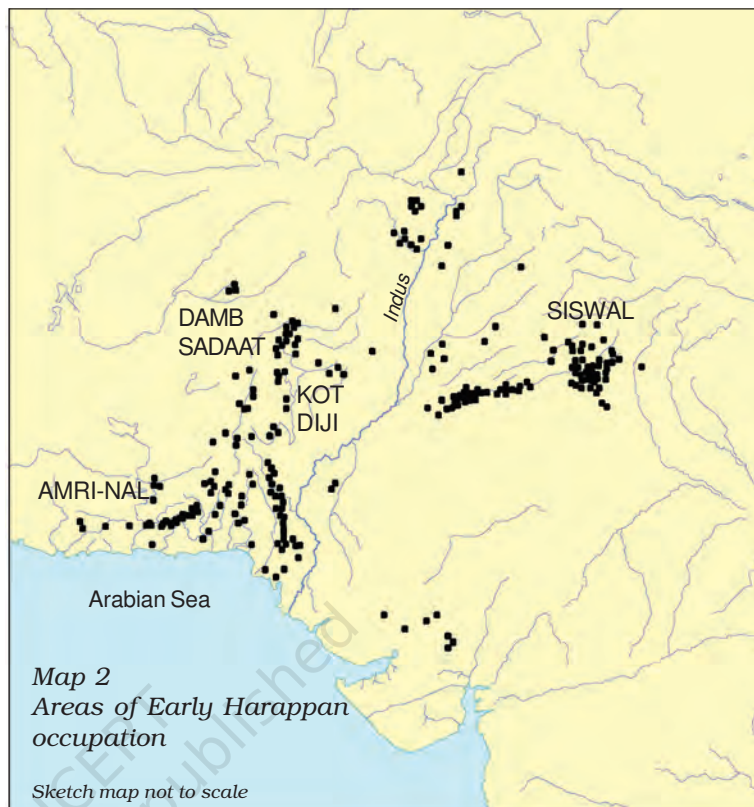 Indus
DAMB
SADAAT
SISWAL
KOT
DIJI
AMRI-NAL
Arabian Sea
Map 2
Areas of Early Harappan
occupation
Sketch map not to scale
published